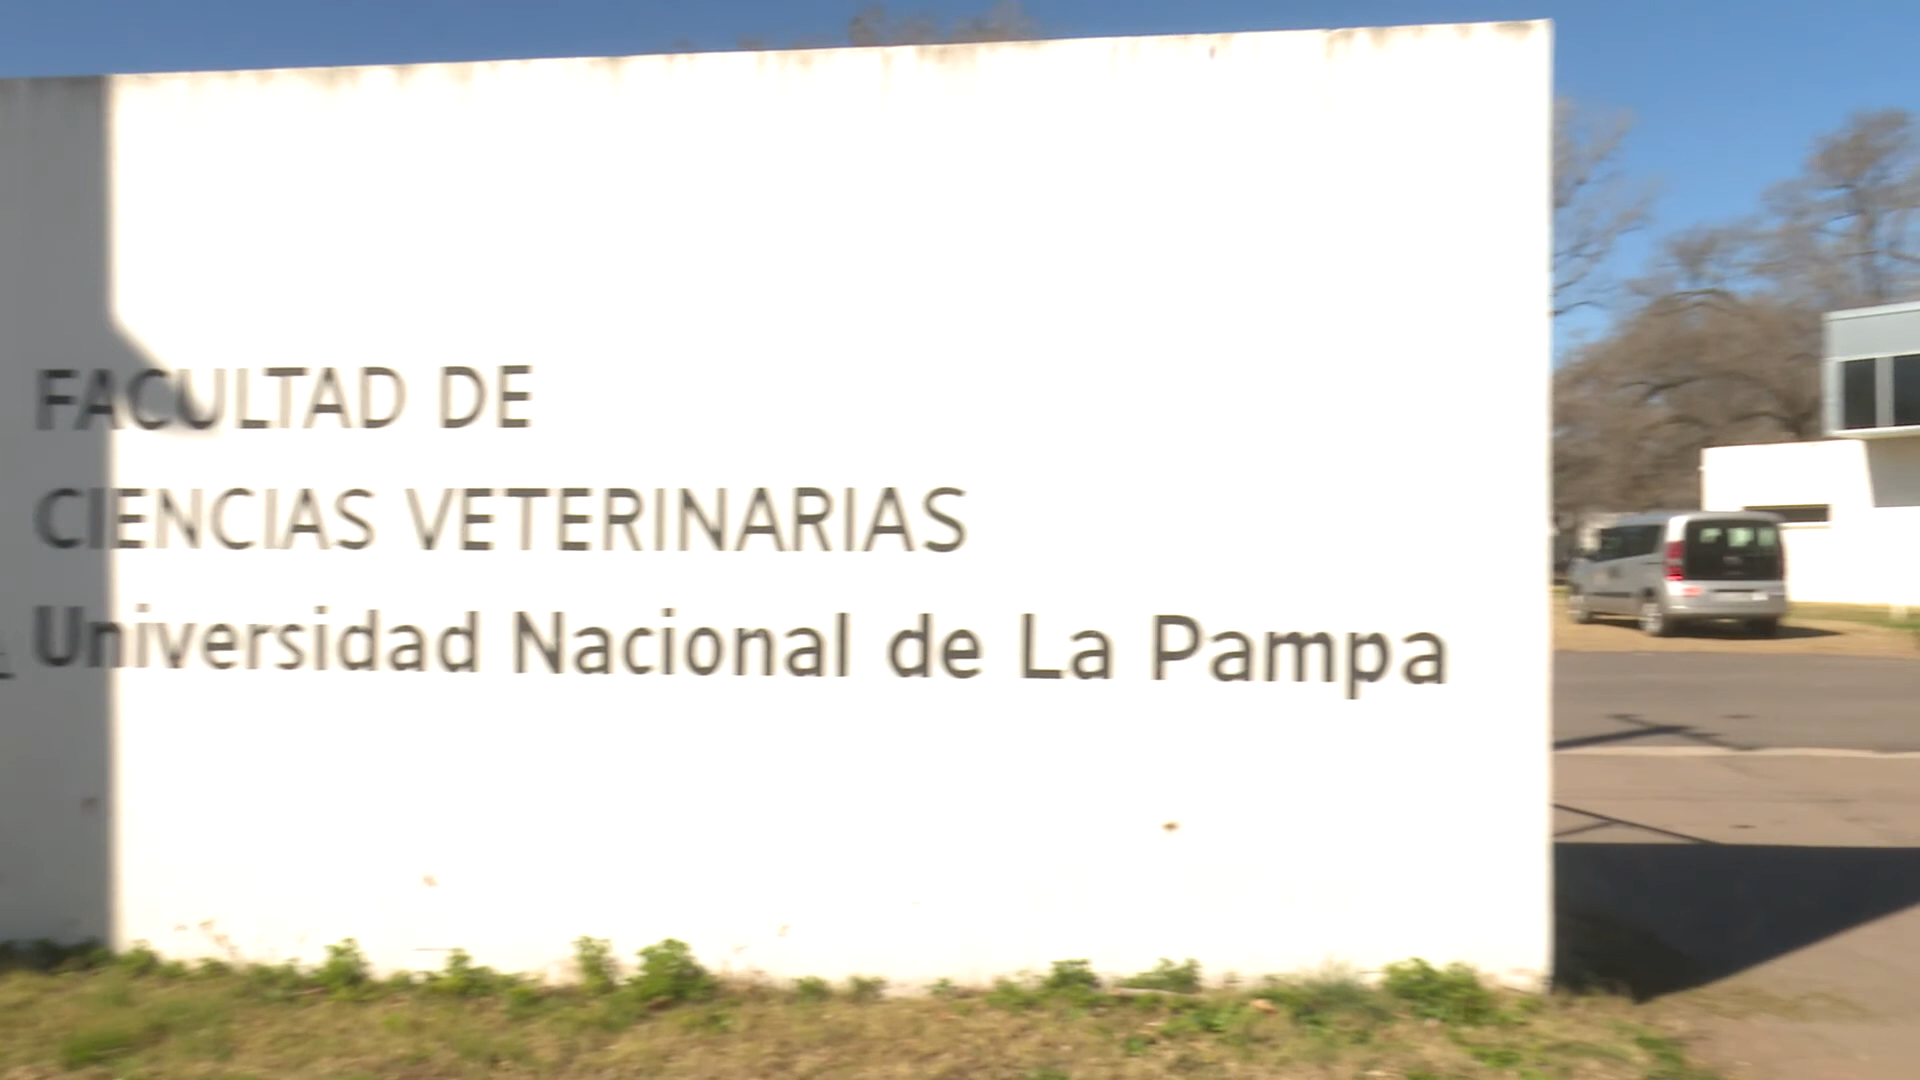 FACULTAD DE
CIENCIAS VETERINARIAS
Universidad Nacional de La Pampa